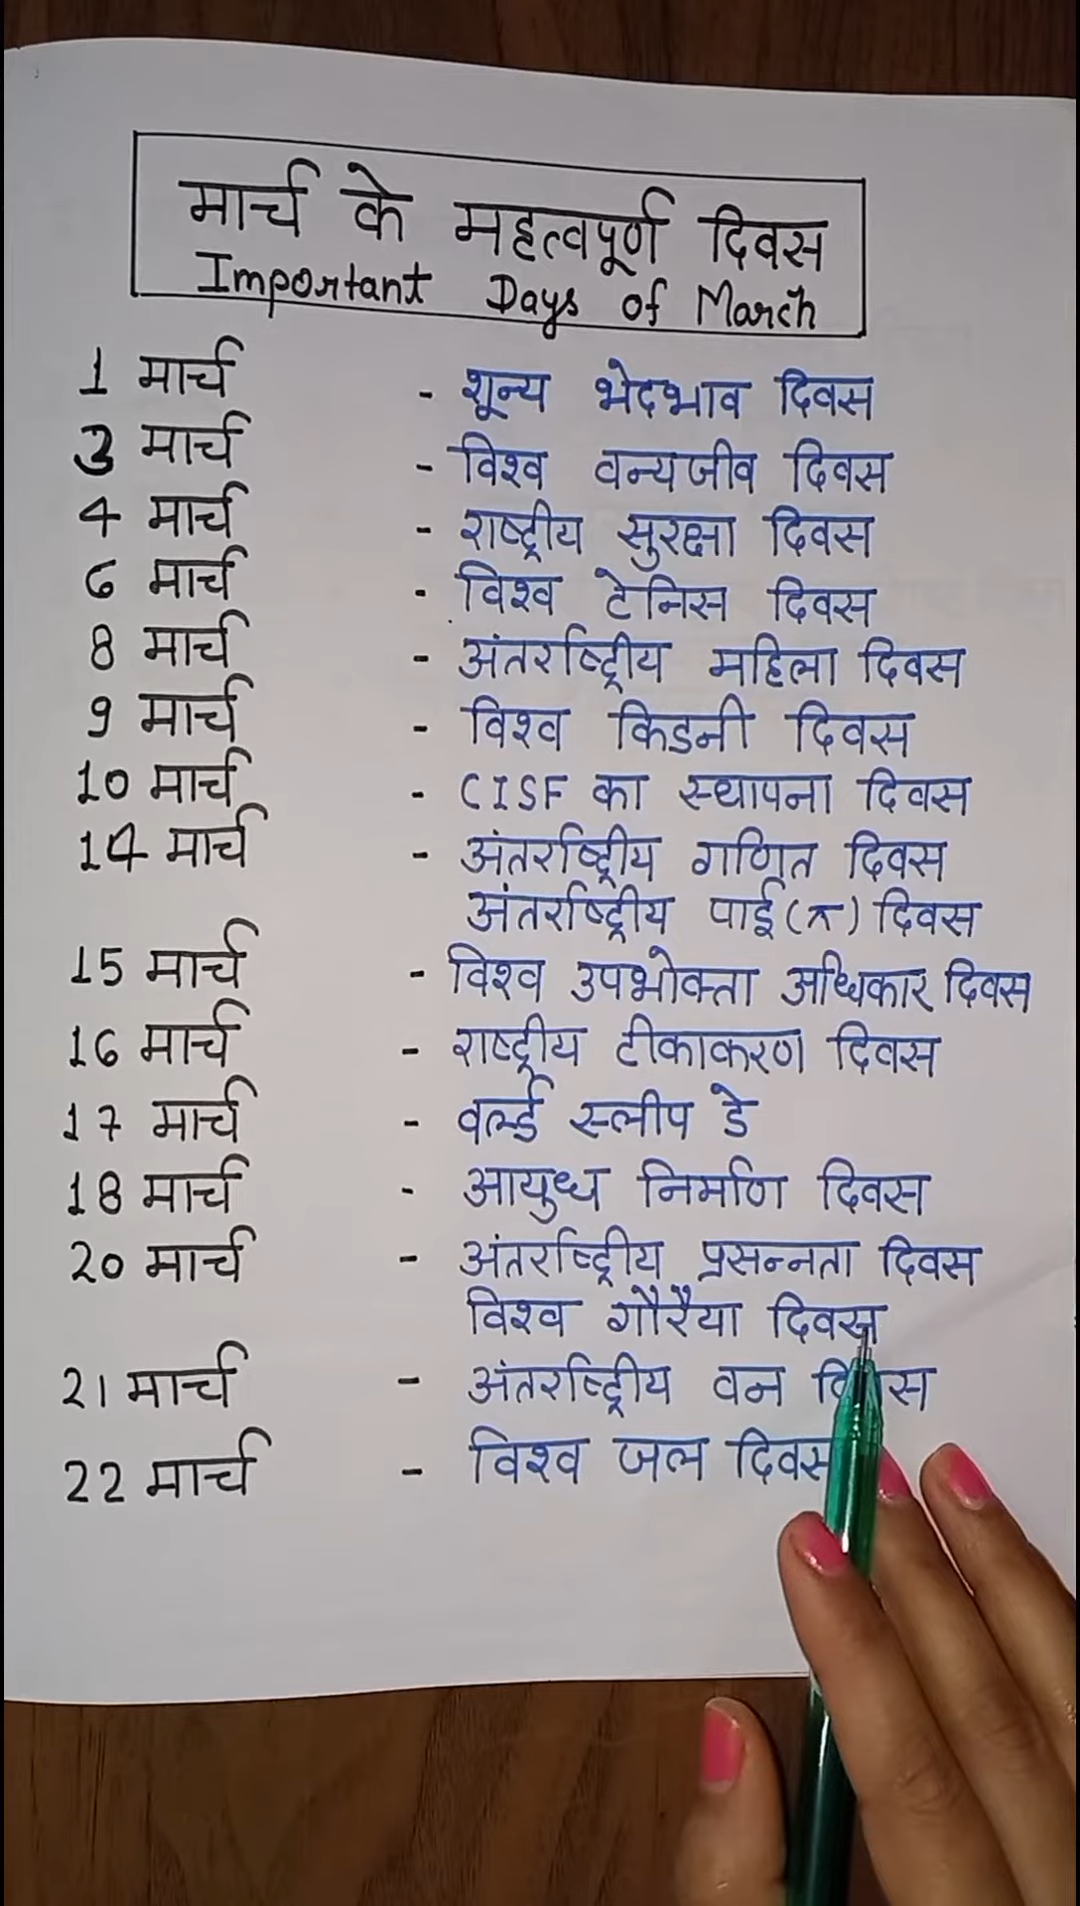 मार्च के महत्वपूर्ण दिवस
Important Days of March
1 मार्च - शून्य भेदभाव दिवस
3 मार्च - विश्व वन्यजीव दिवस
4 मार्च - राष्ट्रीय सुरक्षा दिवस
6 मार्च - विश्व टेनिस दिवस
8 मार्च - अंतर्राष्ट्रीय महिला दिवस
9 मार्च - विश्व किडनी दिवस
10 मार्च - CISF का स्थापना दिवस
14 मार्च - अंतर्राष्ट्रीय गणित दिवस
अंतर्राष्ट्रीय पाई (π) दिवस
15 मार्च - विश्व उपभोक्ता अधिकार दिवस
16 मार्च - राष्ट्रीय टीकाकरण दिवस
17 मार्च - वर्ल्ड स्लीप डे
18 मार्च - आयुध निर्माण दिवस
20 मार्च - अंतर्राष्ट्रीय प्रसन्नता दिवस
विश्व गौरैया दिवस
21 मार्च - अंतर्राष्ट्रीय वन दिवस
22 मार्च - विश्व जल दिवस